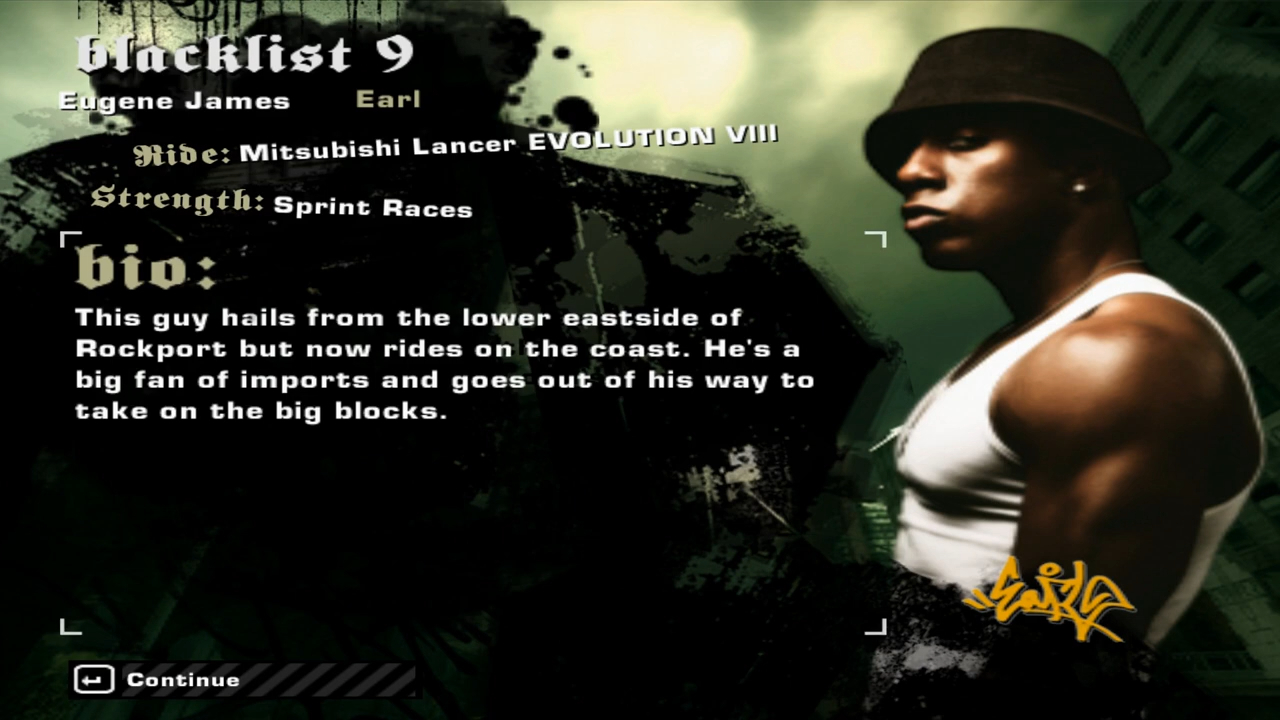 blacklist 9
Eugene James Earl
Ride: Mitsubishi Lancer EVOLUTION VIII
Strength: Sprint Races
bio:
This guy hails from the lower eastside of
Rockport but now rides on the coast. He's a
big fan of imports and goes out of his way to
take on the big blocks.
Continue